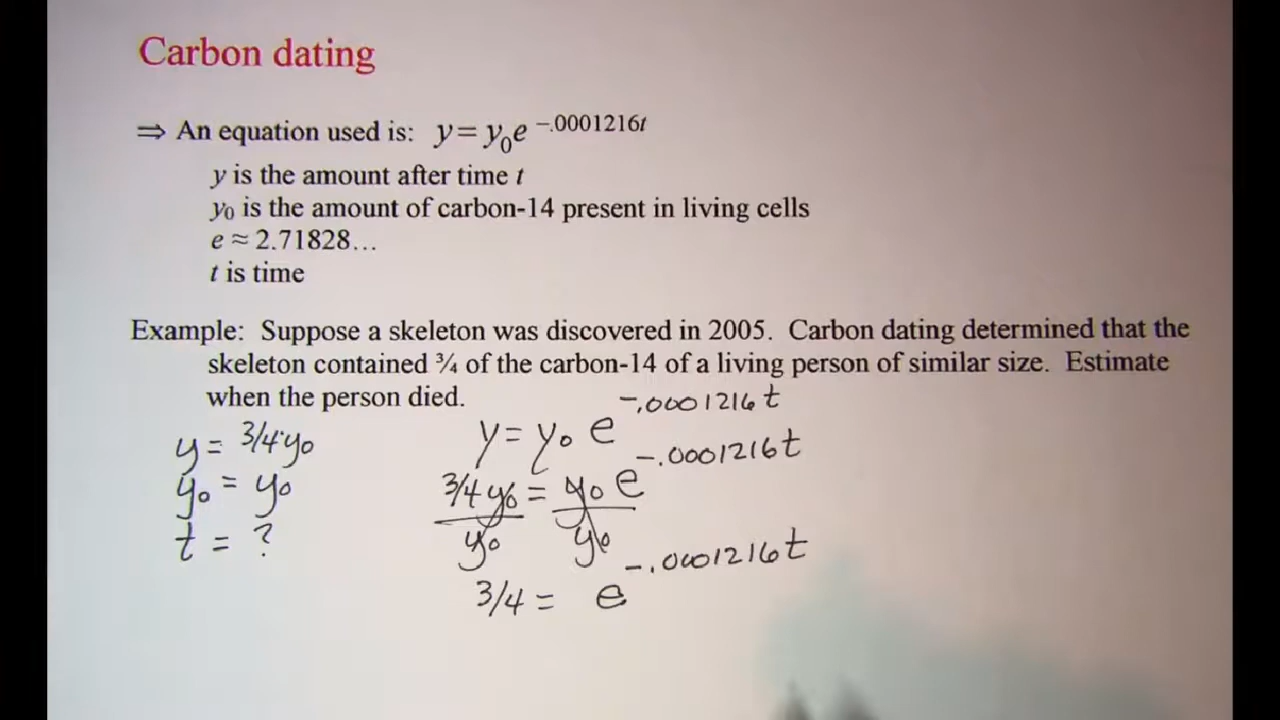 Carbon dating
⇒ An equation used is: y = y₀e^−.0001216t
y is the amount after time t
y₀ is the amount of carbon-14 present in living cells
e ≈ 2.71828…
t is time
Example: Suppose a skeleton was discovered in 2005. Carbon dating determined that the
skeleton contained ¾ of the carbon-14 of a living person of similar size. Estimate
when the person died.
y = 3/4 y₀
y₀ = y₀
t = ?
y = y₀ e^−.0001216t
3/4 y₀ = y₀ e^−.0001216t
y₀ y₀
3/4 = e^−.0001216t